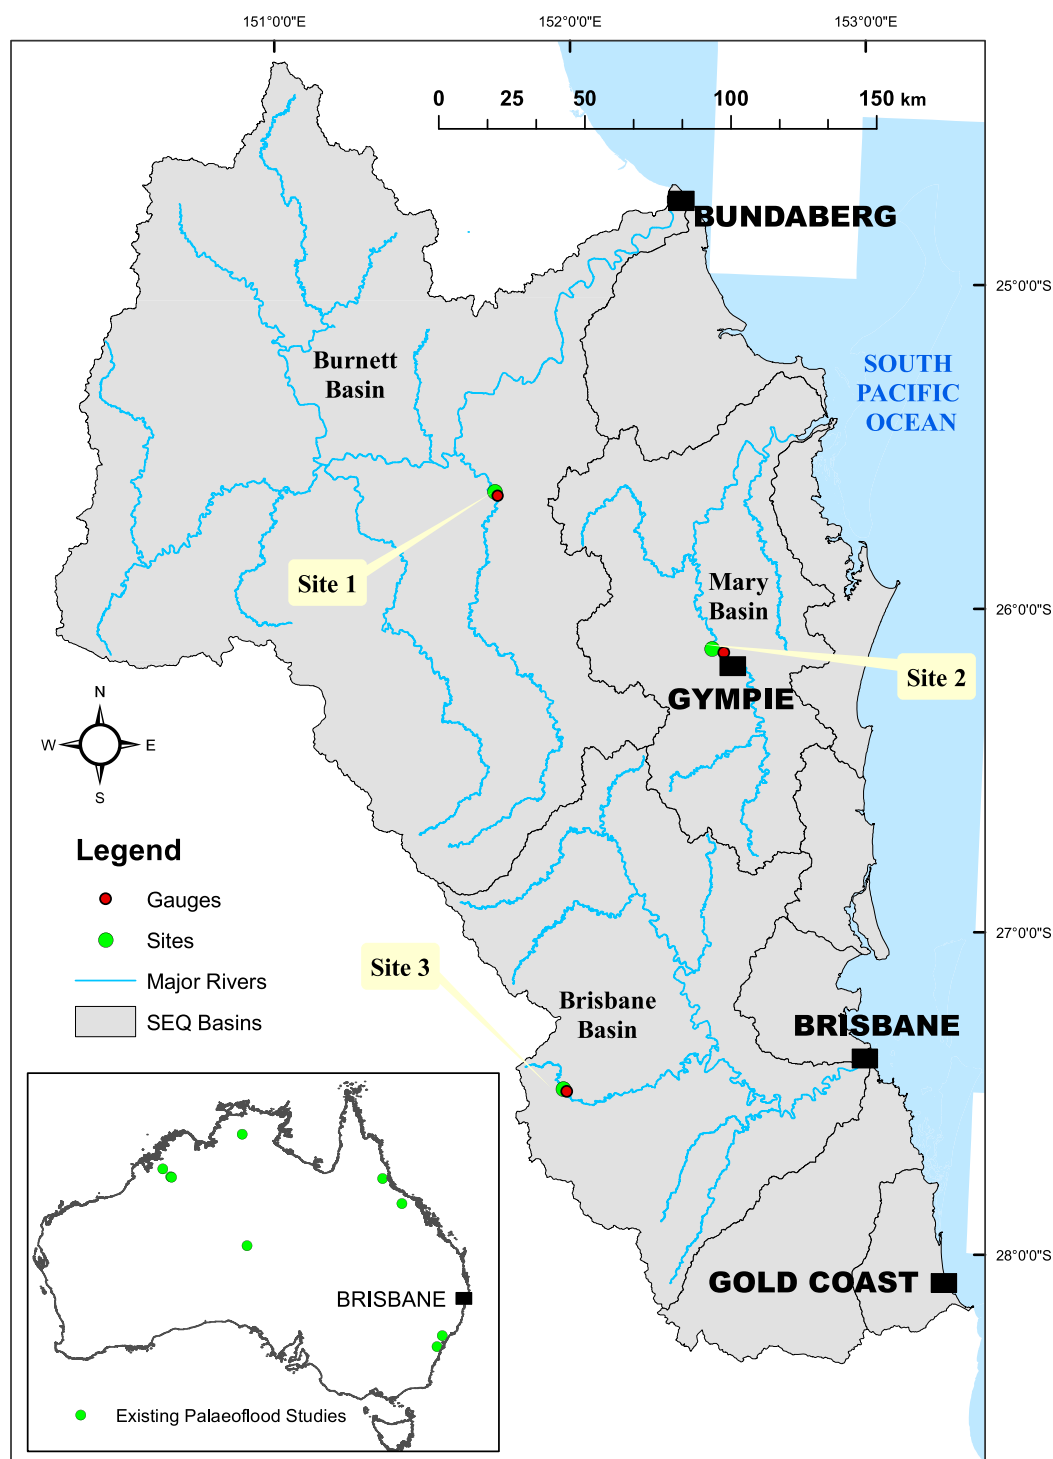 151°0'0"E
152°0'0"E
153°0'0"E
0 25 50 100 150 km
BUNDABERG
25°0'0"S
SOUTH
PACIFIC
OCEAN
Burnett
Basin
Site 1
Mary
Basin
26°0'0"S
Site 2
GYMPIE
N
W E
S
Legend
Gauges
Sites
Major Rivers
SEQ Basins
27°0'0"S
Site 3
Brisbane
Basin
BRISBANE
28°0'0"S
GOLD COAST
BRISBANE
Existing Palaeoflood Studies